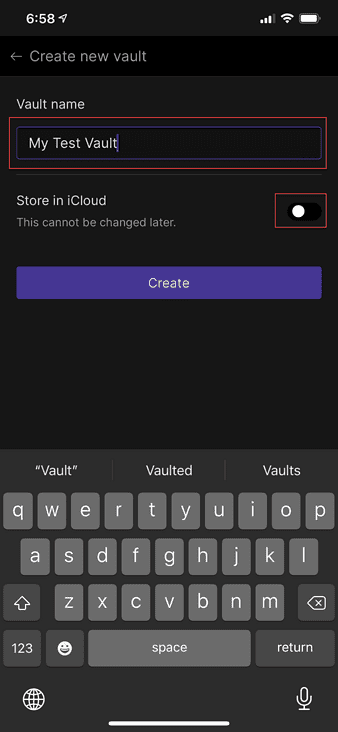 6:58
Create new vault
Vault name
My Test Vault
Store in iCloud
This cannot be changed later.
Create
“Vault” Vaulted Vaults
q w e r t y u i o p
a s d f g h j k l
z x c v b n m
123 space return